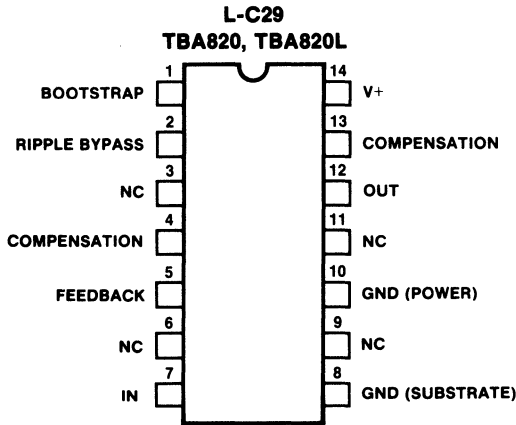 L-C29
TBA820, TBA820L
1 14
BOOTSTRAP V+
2 13
RIPPLE BYPASS COMPENSATION
3 12
NC OUT
4 11
COMPENSATION NC
5 10
FEEDBACK GND (POWER)
6 9
NC NC
7 8
IN GND (SUBSTRATE)